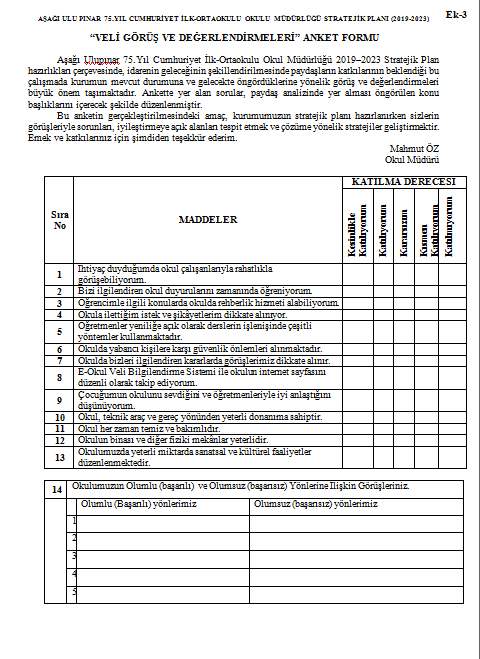 AŞAĞI ULU PINAR 75.YIL CUMHURİYET İLK-ORTAOKULU OKULU MÜDÜRLÜĞÜ STRATEJİK PLANI (2019-2023)
Ek-3
“VELİ GÖRÜŞ VE DEĞERLENDİRMELERİ” ANKET FORMU
Aşağı Ulupınar 75.Yıl Cumhuriyet İlk-Ortaokulu Okul Müdürlüğü 2019–2023 Stratejik Plan
hazırlıkları çerçevesinde, idarenin geleceğinin şekillendirilmesinde paydaşların katkılarının beklendiği bu
çalışmada kurumun mevcut durumuna ve gelecekte öngördüklerine yönelik görüş ve değerlendirmeleri
büyük önem taşımaktadır. Ankette yer alan sorular, paydaş analizinde yer alması öngörülen konu
başlıklarını içerecek şekilde düzenlenmiştir.
Bu anketin gerçekleştirilmesindeki amaç, kurumumuzun stratejik planı hazırlanırken sizlerin
görüşleriyle sorunları, iyileştirmeye açık alanları tespit etmek ve çözüme yönelik stratejiler geliştirmektir.
Emek ve katkılarınız için şimdiden teşekkür ederim.
Mahmut ÖZ
Okul Müdürü
Sıra
No
MADDELER
KATILMA DERECESİ
Kesinlikle
Katılıyorum
Katılıyorum
Kararsızım
Kısmen
Katılıyorum
Katılmıyorum
1 İhtiyaç duyduğumda okul çalışanlarıyla rahatlıkla
görüşebiliyorum.
2 Bizi ilgilendiren okul duyurularını zamanında öğreniyorum.
3 Öğrencimle ilgili konularda okulda rehberlik hizmeti alabiliyorum.
4 Okula ilettiğim istek ve şikâyetlerim dikkate alınıyor.
5 Öğretmenler yeniliğe açık olarak derslerin işlenişinde çeşitli
yöntemler kullanmaktadır.
6 Okulda yabancı kişilere karşı güvenlik önlemleri alınmaktadır.
7 Okulda bizleri ilgilendiren kararlarda görüşlerimiz dikkate alınır.
8 E-Okul Veli Bilgilendirme Sistemi ile okulun internet sayfasını
düzenli olarak takip ediyorum.
9 Çocuğumun okulunu sevdiğini ve öğretmenleriyle iyi anlaştığını
düşünüyorum.
10 Okul, teknik araç ve gereç yönünden yeterli donanıma sahiptir.
11 Okul her zaman temiz ve bakımlıdır.
12 Okulun binası ve diğer fiziki mekânlar yeterlidir.
13 Okulumuzda yeterli miktarda sanatsal ve kültürel faaliyetler
düzenlenmektedir.
14 Okulumuzun Olumlu (başarılı) ve Olumsuz (başarısız) Yönlerine İlişkin Görüşleriniz.
Olumlu (Başarılı) yönlerimiz Olumsuz (başarısız) yönlerimiz
1
2
3
4
5